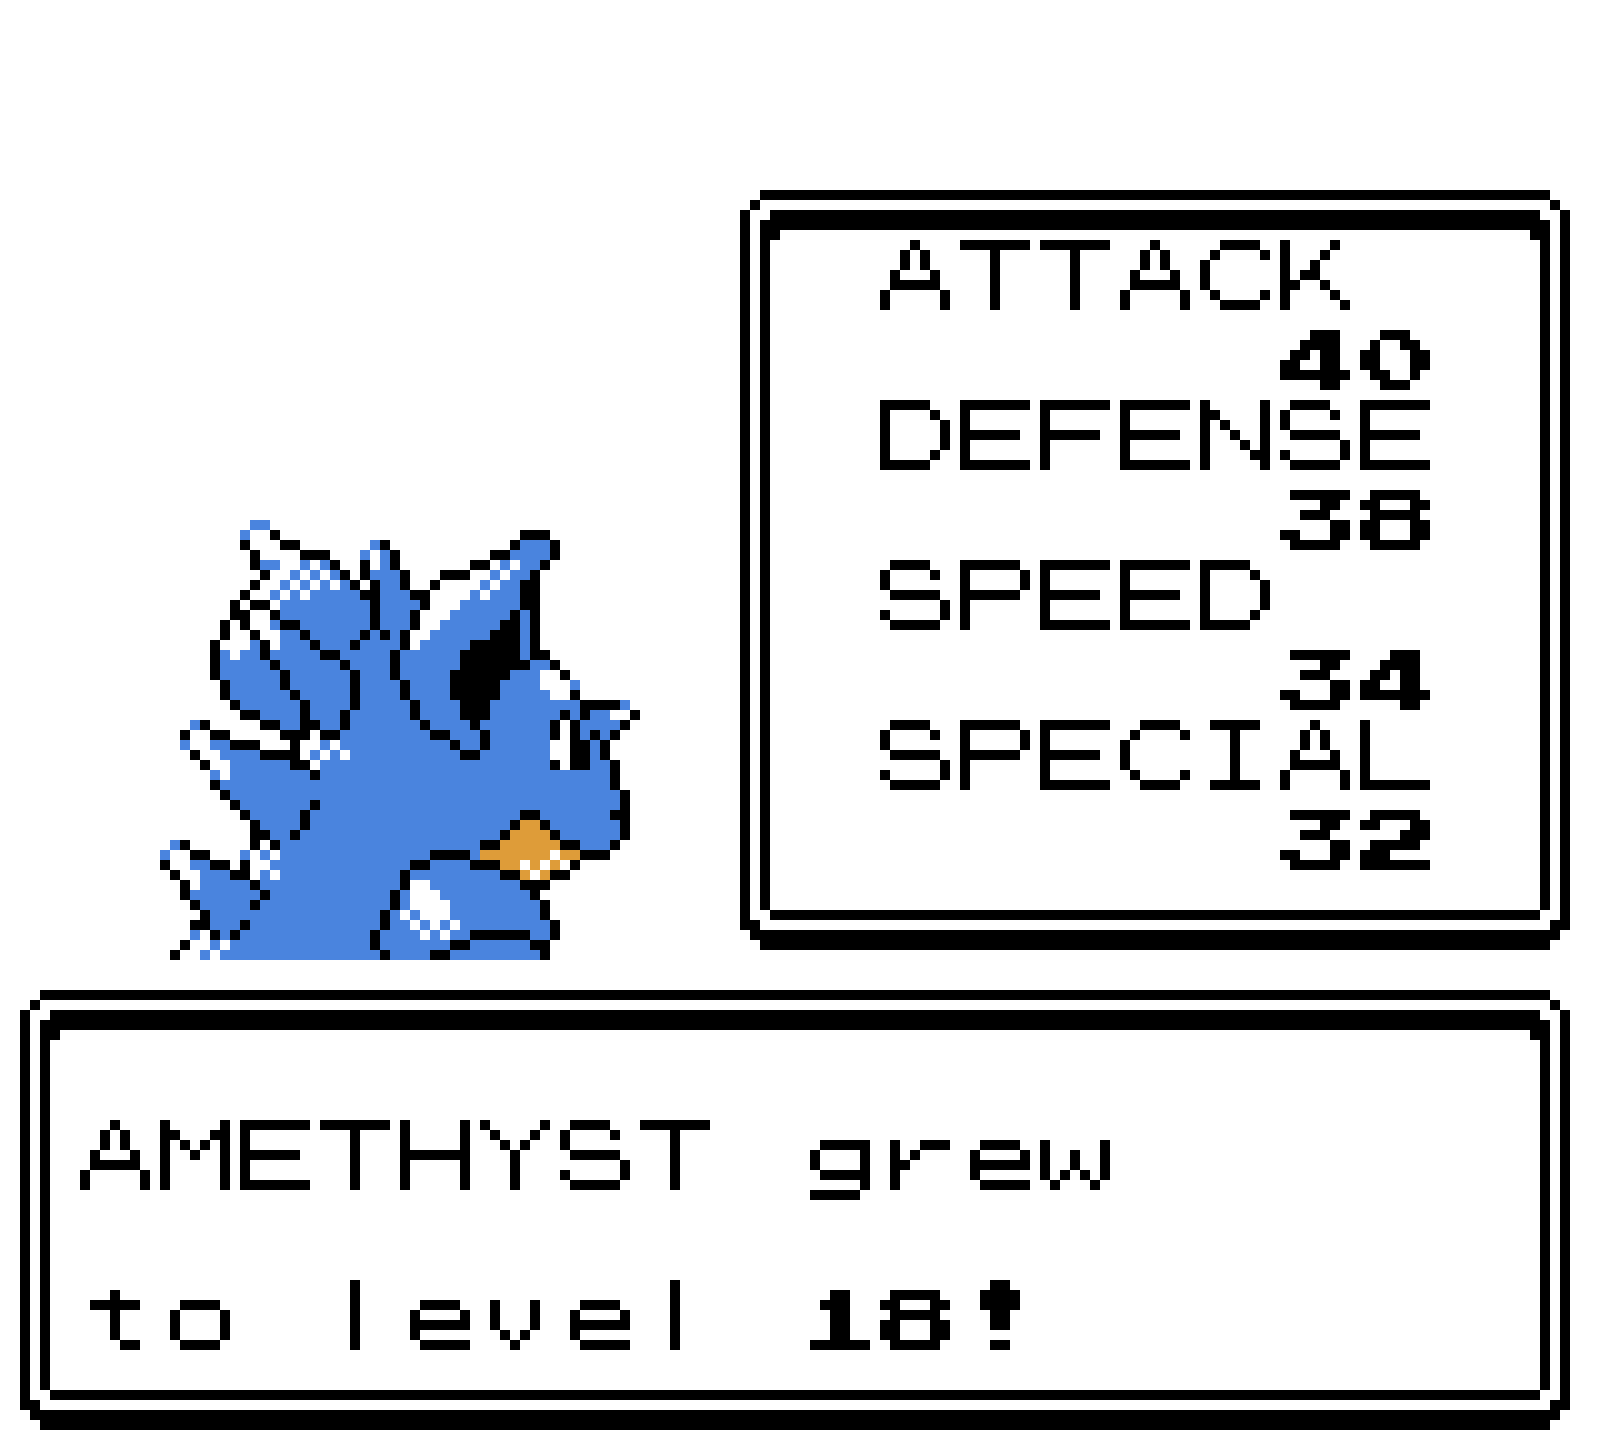 ATTACK
40
DEFENSE
38
SPEED
34
SPECIAL
32
AMETHYST grew
to level 18!